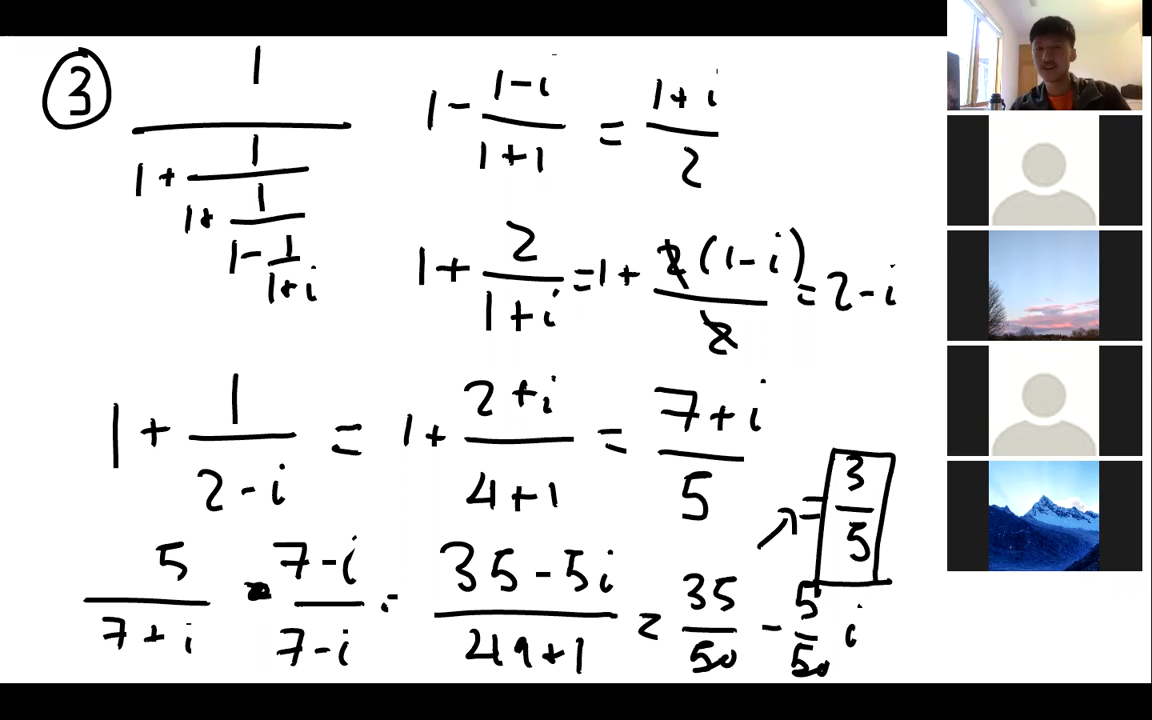 ③ 1/(1 + 1/(1 + 1/(1 - 1/(1+i))))
1 - (1-i)/(1+1) = (1+i)/2
1 + 2/(1+i) = 1 + 2(1-i)/2 = 2-i
1 + 1/(2-i) = 1 + (2+i)/(4+1) = (7+i)/5
5/(7+i) · (7-i)/(7-i) = (35-5i)/(49+1) = 35/50 - 5/50 i
= 3/5